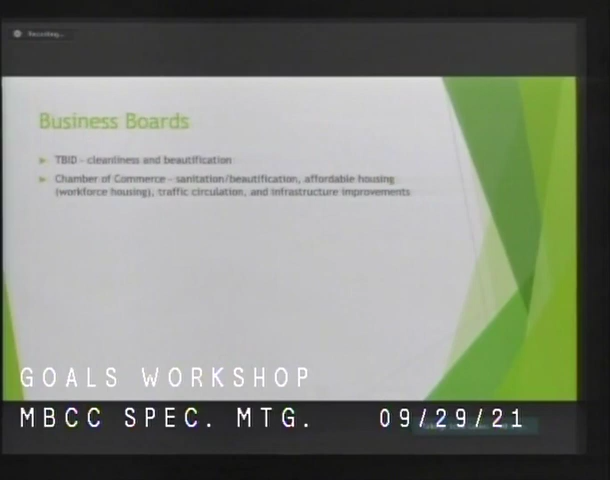 Recording...
Business Boards
TBID - cleanliness and beautification
Chamber of Commerce - sanitation/beautification, affordable housing
(workforce housing), traffic circulation, and infrastructure improvements
GOALS WORKSHOP
MBCC SPEC. MTG. 09/29/21